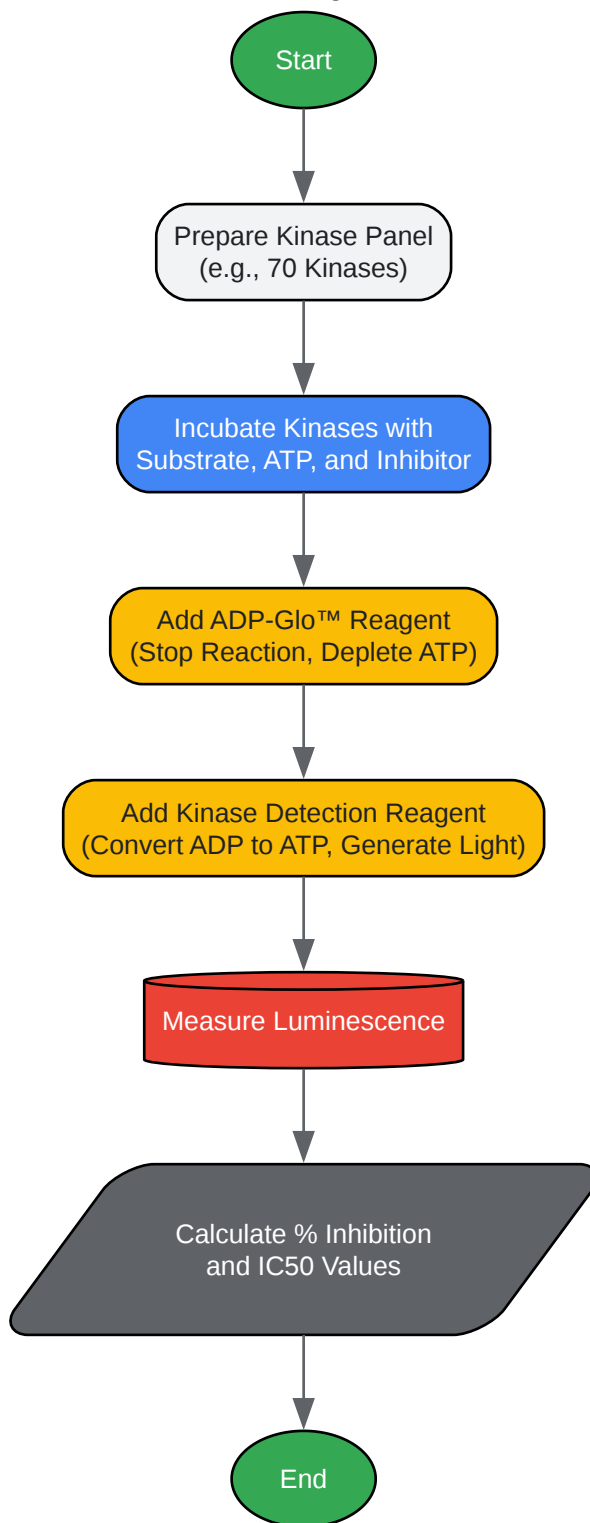 Start
Prepare Kinase Panel
(e.g., 70 Kinases)
Incubate Kinases with
Substrate, ATP, and Inhibitor
Add ADP-Glo™ Reagent
(Stop Reaction, Deplete ATP)
Add Kinase Detection Reagent
(Convert ADP to ATP, Generate Light)
Measure Luminescence
Calculate % Inhibition
and IC50 Values
End